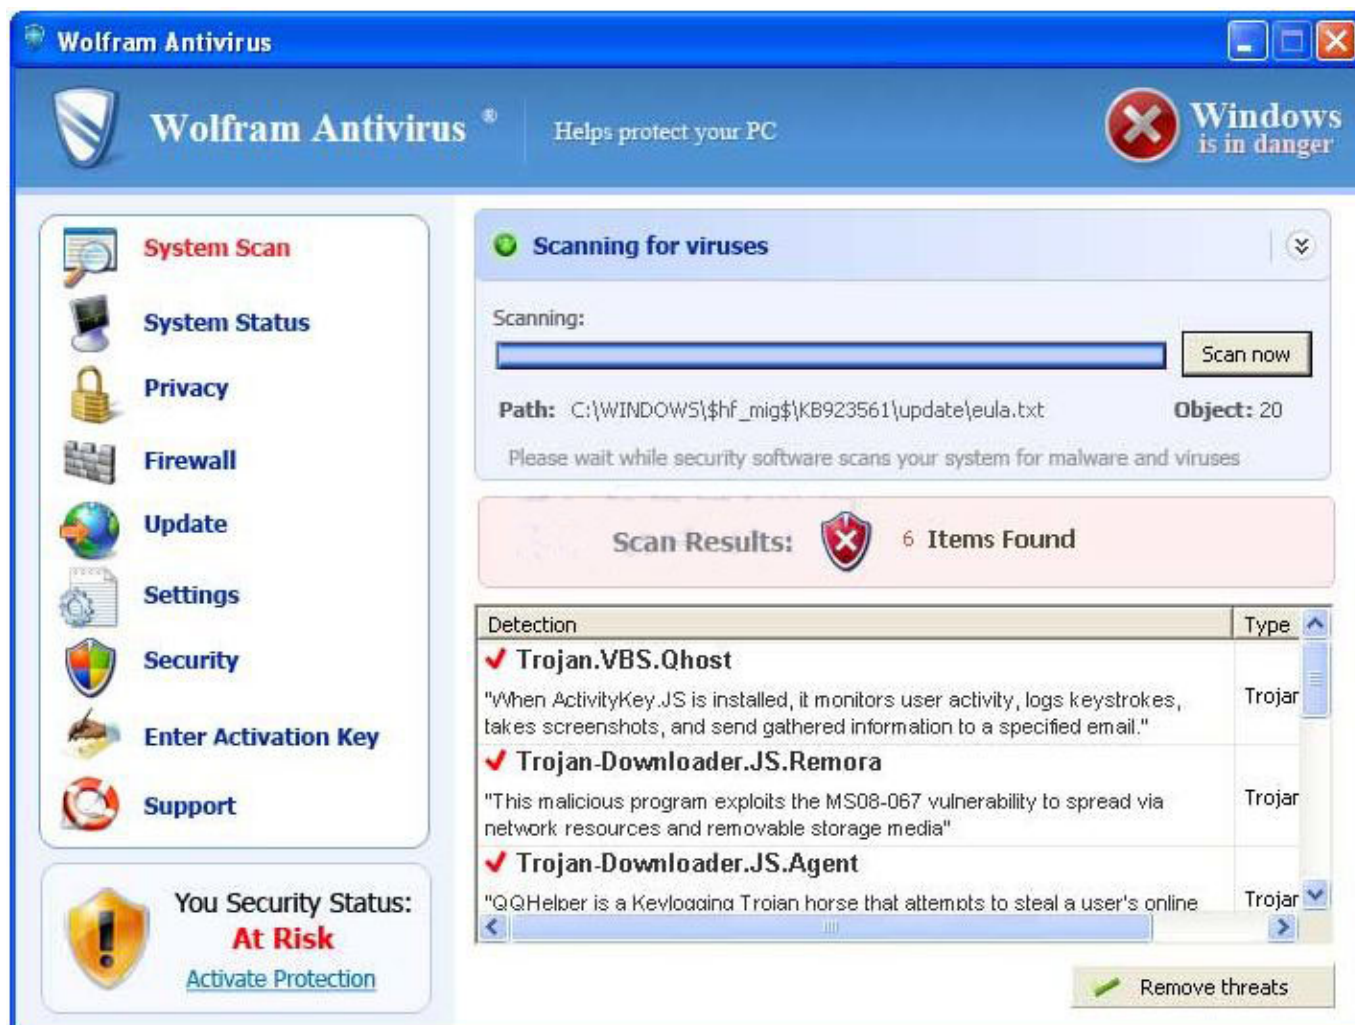 Wolfram Antivirus
Wolfram Antivirus ®
Helps protect your PC
Windows
is in danger
System Scan
System Status
Privacy
Firewall
Update
Settings
Security
Enter Activation Key
Support
You Security Status:
At Risk
Activate Protection
Scanning for viruses
Scanning:
Scan now
Path: C:\WINDOWS\$hf_mig$\KB923561\update\eula.txt
Object: 20
Please wait while security software scans your system for malware and viruses
Scan Results:
6 Items Found
Detection
Type
Trojan.VBS.Qhost
"When ActivityKey.JS is installed, it monitors user activity, logs keystrokes,
takes screenshots, and send gathered information to a specified email."
Trojan
Trojan-Downloader.JS.Remora
"This malicious program exploits the MS08-067 vulnerability to spread via
network resources and removable storage media"
Trojan
Trojan-Downloader.JS.Agent
"QQHelper is a Keylogging Trojan horse that attempts to steal a user's online
Trojan
Remove threats